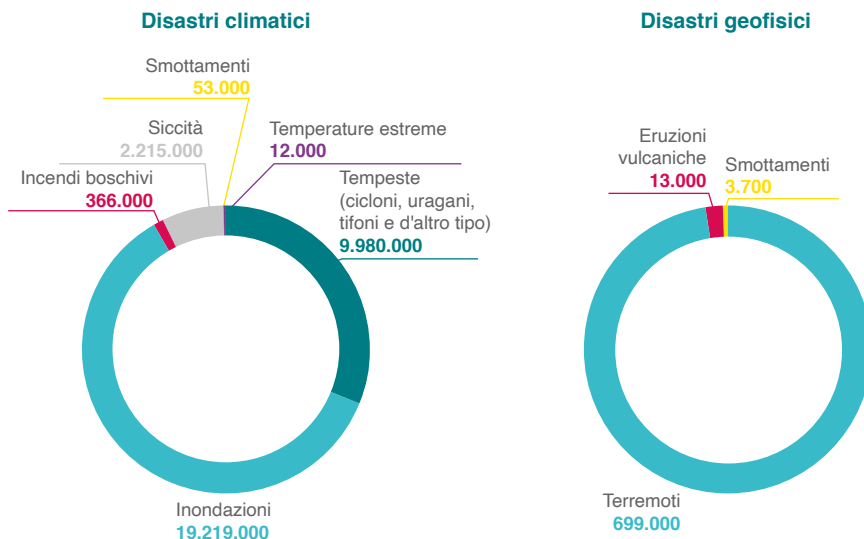 Disastri climatici
Smottamenti
53.000
Siccità
2.215.000
Incendi boschivi
366.000
Temperature estreme
12.000
Tempeste
(cicloni, uragani,
tifoni e d'altro tipo)
9.980.000
Inondazioni
19.219.000
Disastri geofisici
Eruzioni
vulcaniche
13.000
Smottamenti
3.700
Terremoti
699.000